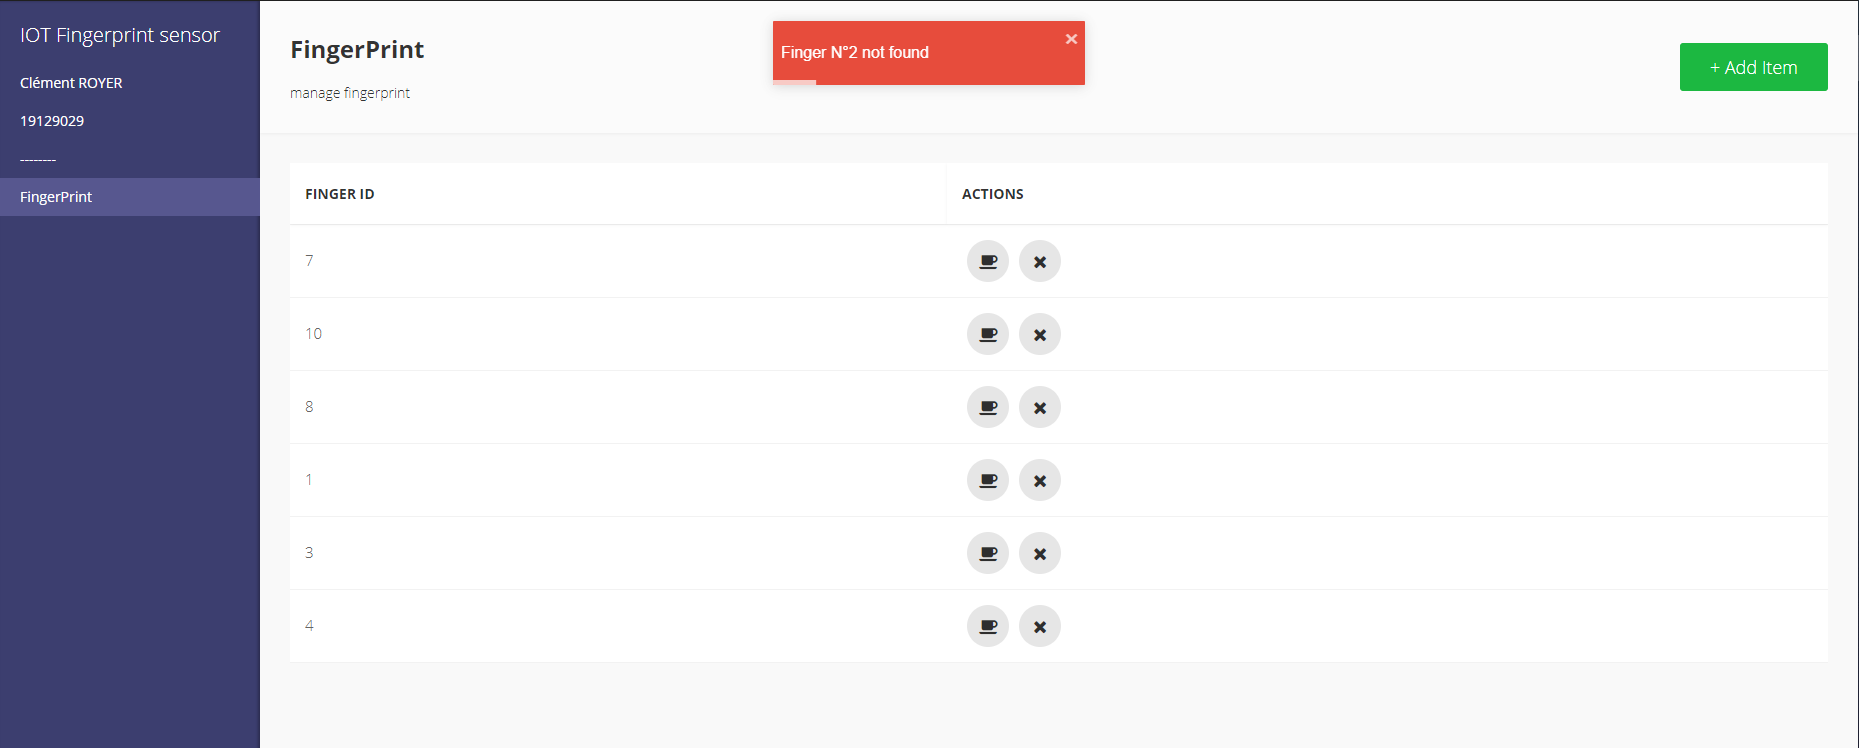 IOT Fingerprint sensor
Clément ROYER
19129029
--------
FingerPrint
FingerPrint
manage fingerprint
Finger N°2 not found
×
+ Add Item
FINGER ID ACTIONS
7
10
8
1
3
4